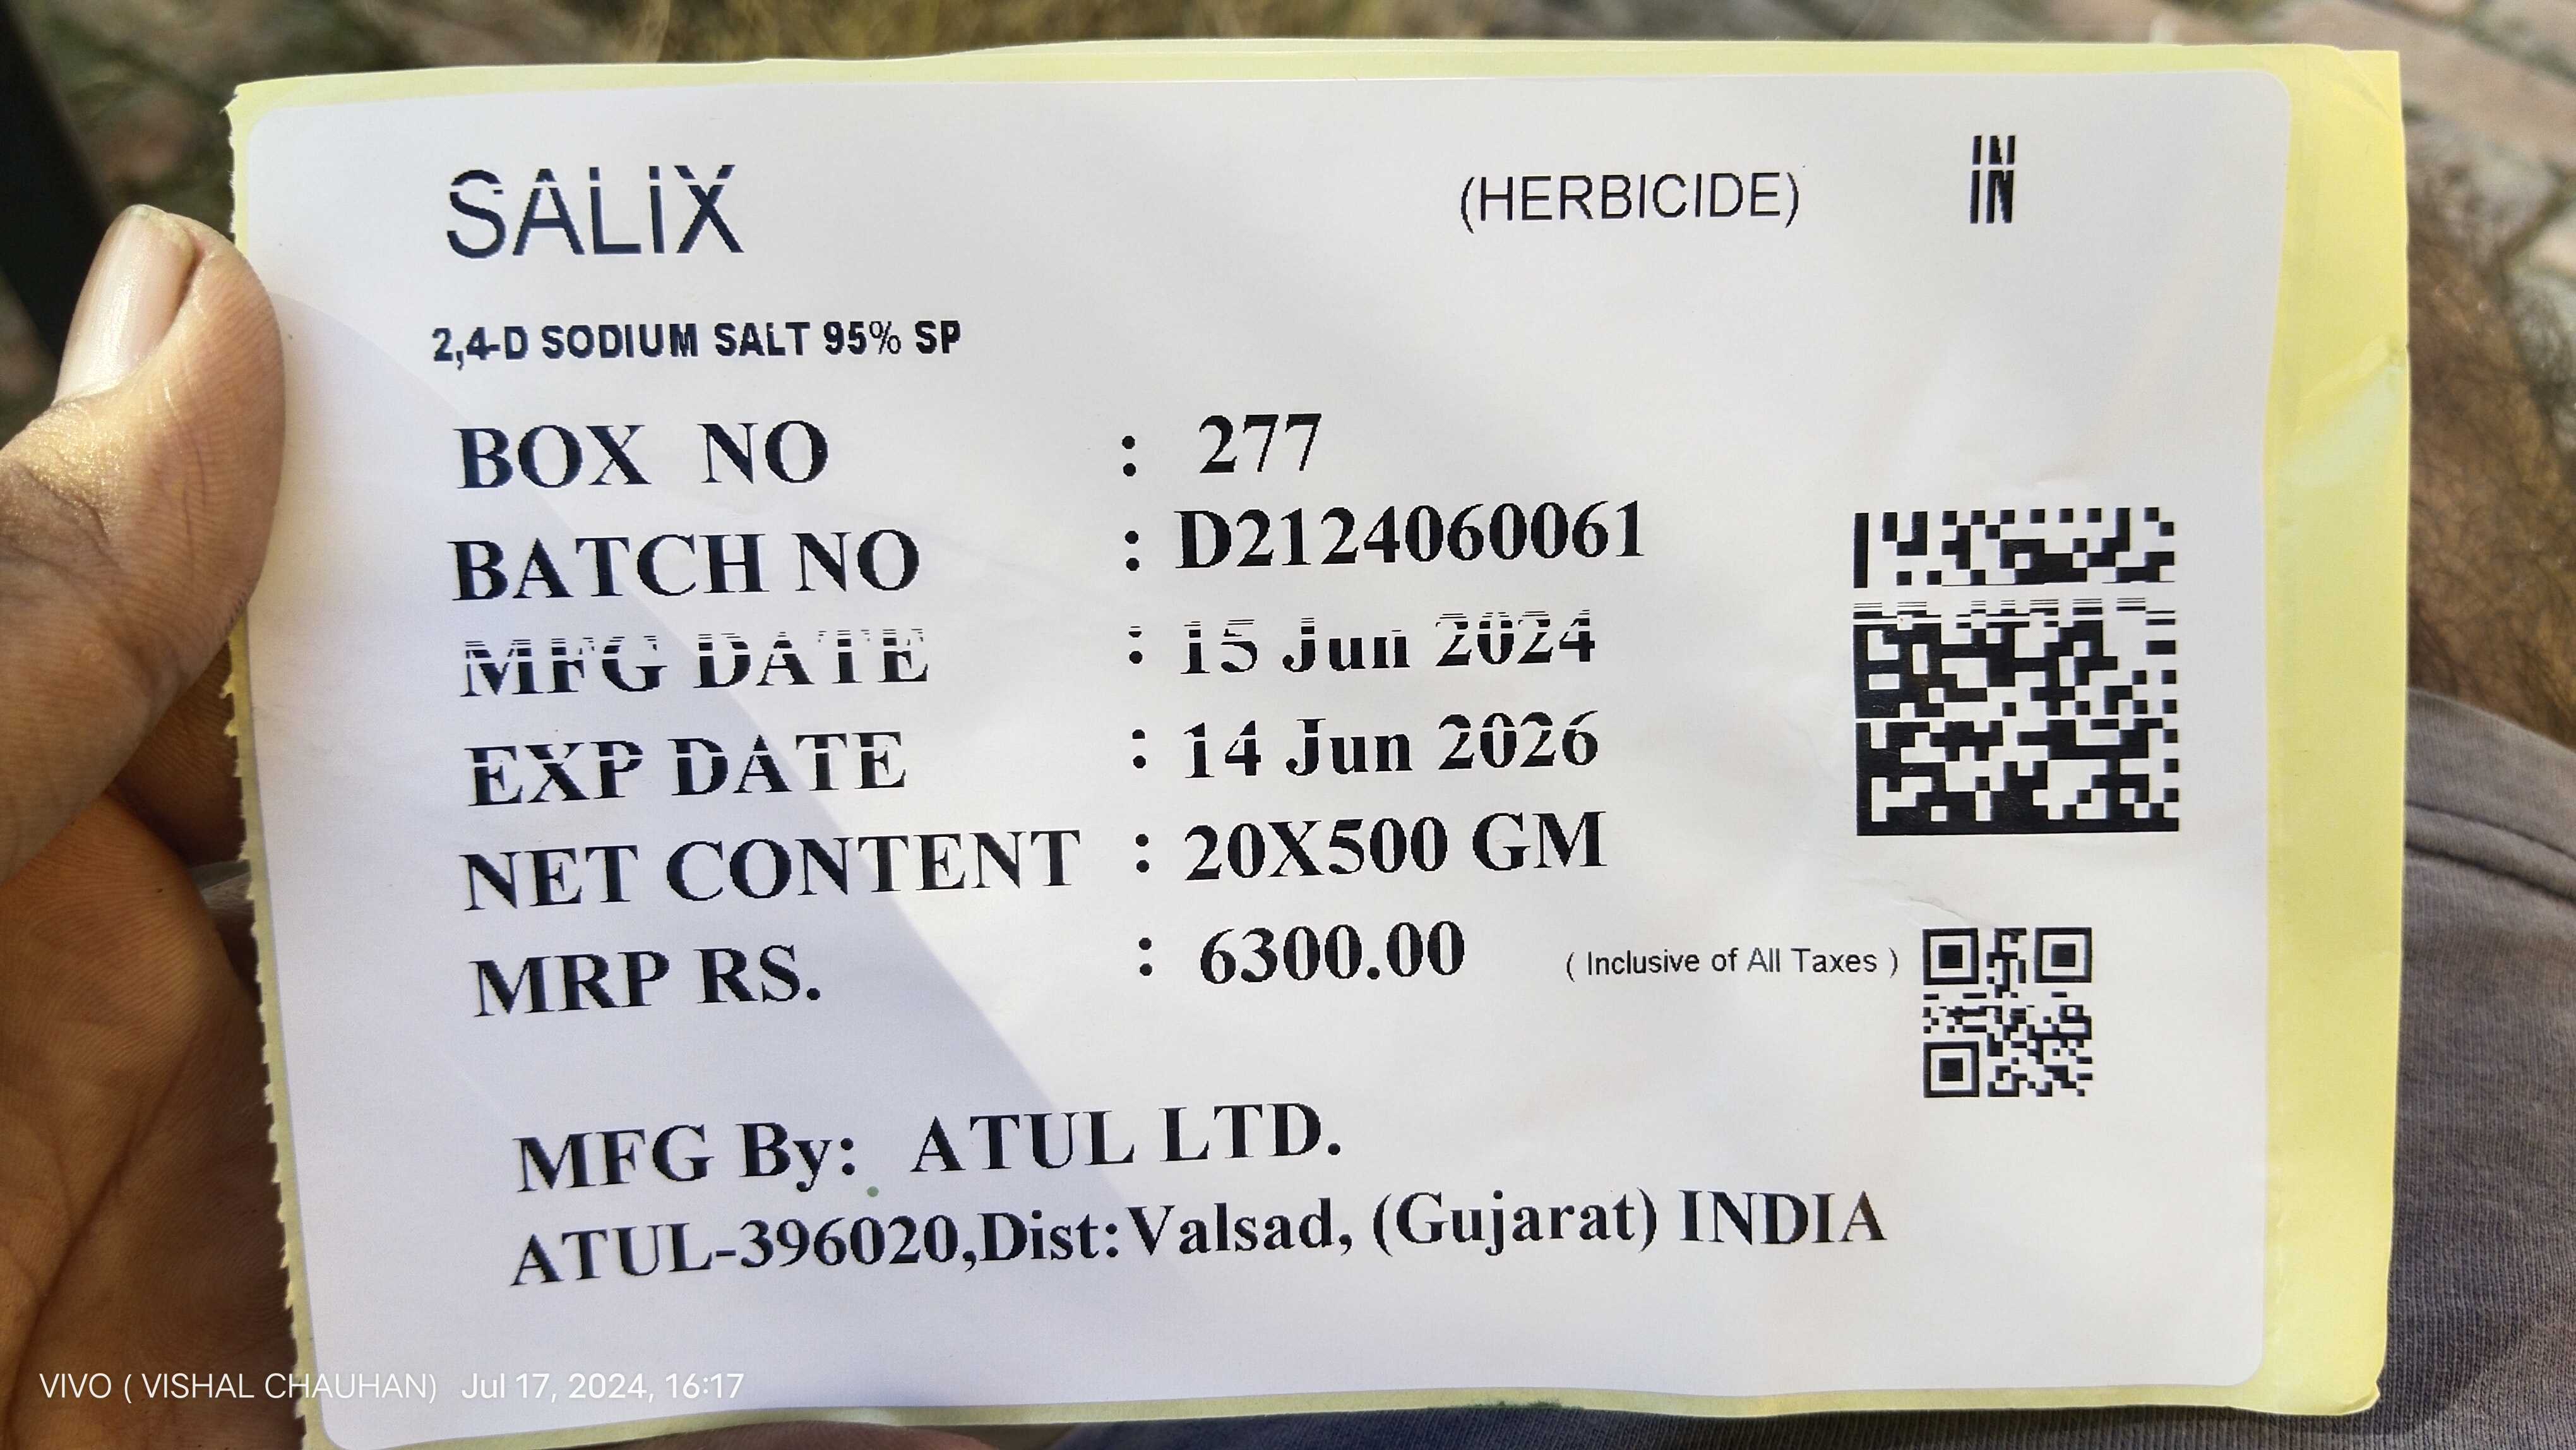 SALIX (HERBICIDE) IN
2,4-D SODIUM SALT 95% SP
BOX NO : 277
BATCH NO : D2124060061
MFG DATE : 15 Jun 2024
EXP DATE : 14 Jun 2026
NET CONTENT : 20X500 GM
MRP RS. : 6300.00 ( Inclusive of All Taxes )
MFG By: ATUL LTD.
ATUL-396020,Dist:Valsad, (Gujarat) INDIA
VIVO ( VISHAL CHAUHAN) Jul 17, 2024, 16:17